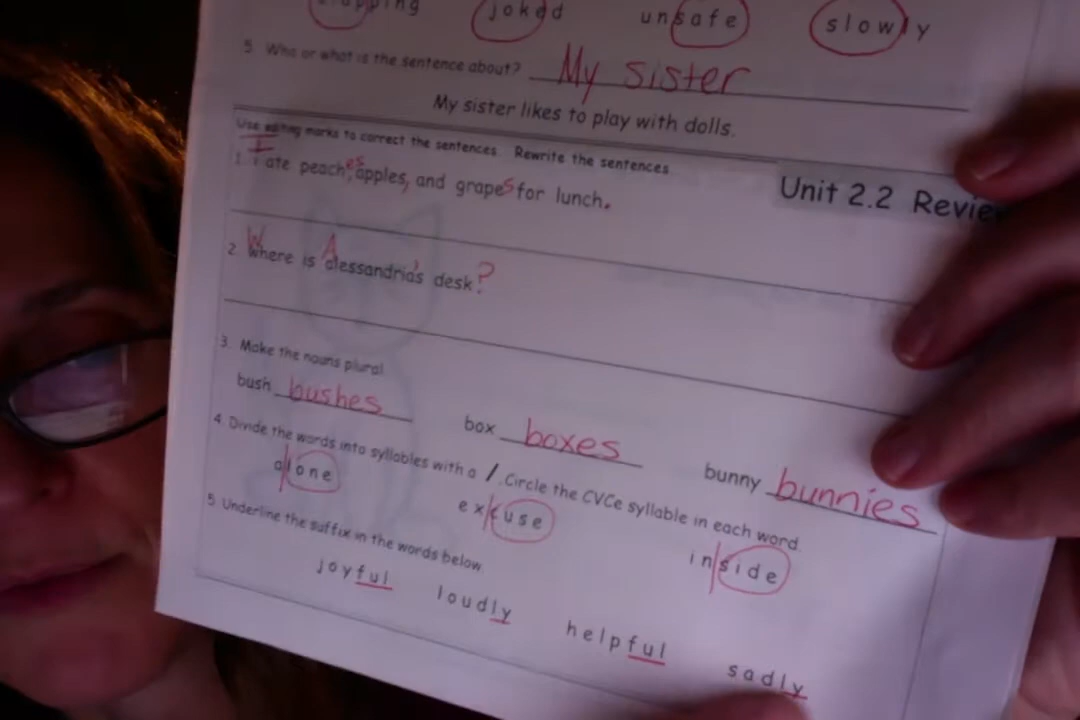 joked unsafe slowly
5. Who or what is the sentence about? My sister
My sister likes to play with dolls.
Use editing marks to correct the sentences. Rewrite the sentences
Unit 2.2
1. I i ate peach,es apples, and grapes for lunch.
2. W where is A alessandria's desk?
3. Make the nouns plural
bush bushes box boxes bunny bunnies
4. Divide the words into syllables with a /. Circle the CVCe syllable in each word.
a/lone ex/cuse in/side
5. Underline the suffix in the words below
joyful loudly helpful sadly